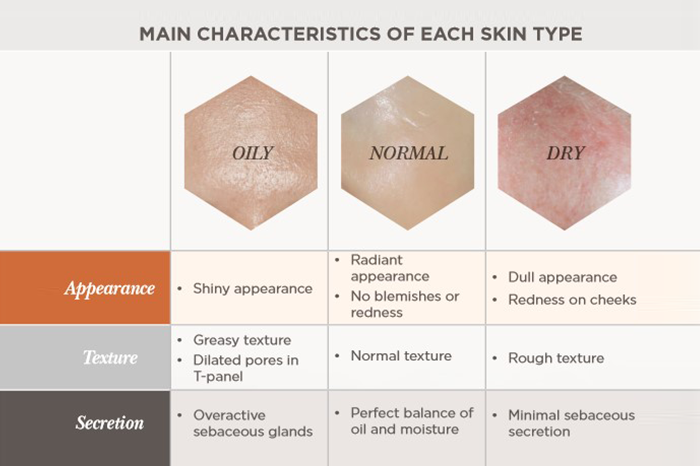 MAIN CHARACTERISTICS OF EACH SKIN TYPE
OILY
NORMAL
DRY
Appearance
• Shiny appearance
• Radiant
appearance
• No blemishes or
redness
• Dull appearance
• Redness on cheeks
Texture
• Greasy texture
• Dilated pores in
T-panel
• Normal texture
• Rough texture
Secretion
• Overactive
sebaceous glands
• Perfect balance of
oil and moisture
• Minimal sebaceous
secretion